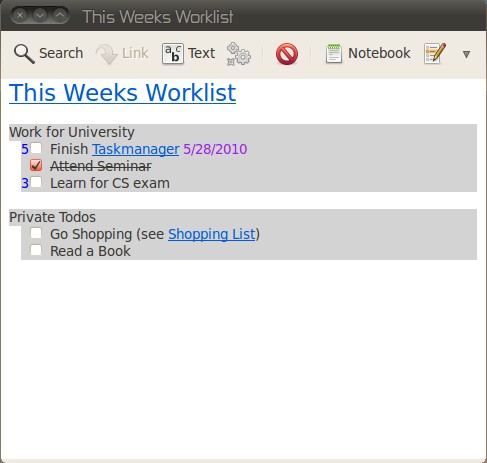 This Weeks Worklist
Search Link Text Notebook
This Weeks Worklist
Work for University
5 Finish Taskmanager 5/28/2010
Attend Seminar
3 Learn for CS exam
Private Todos
Go Shopping (see Shopping List)
Read a Book